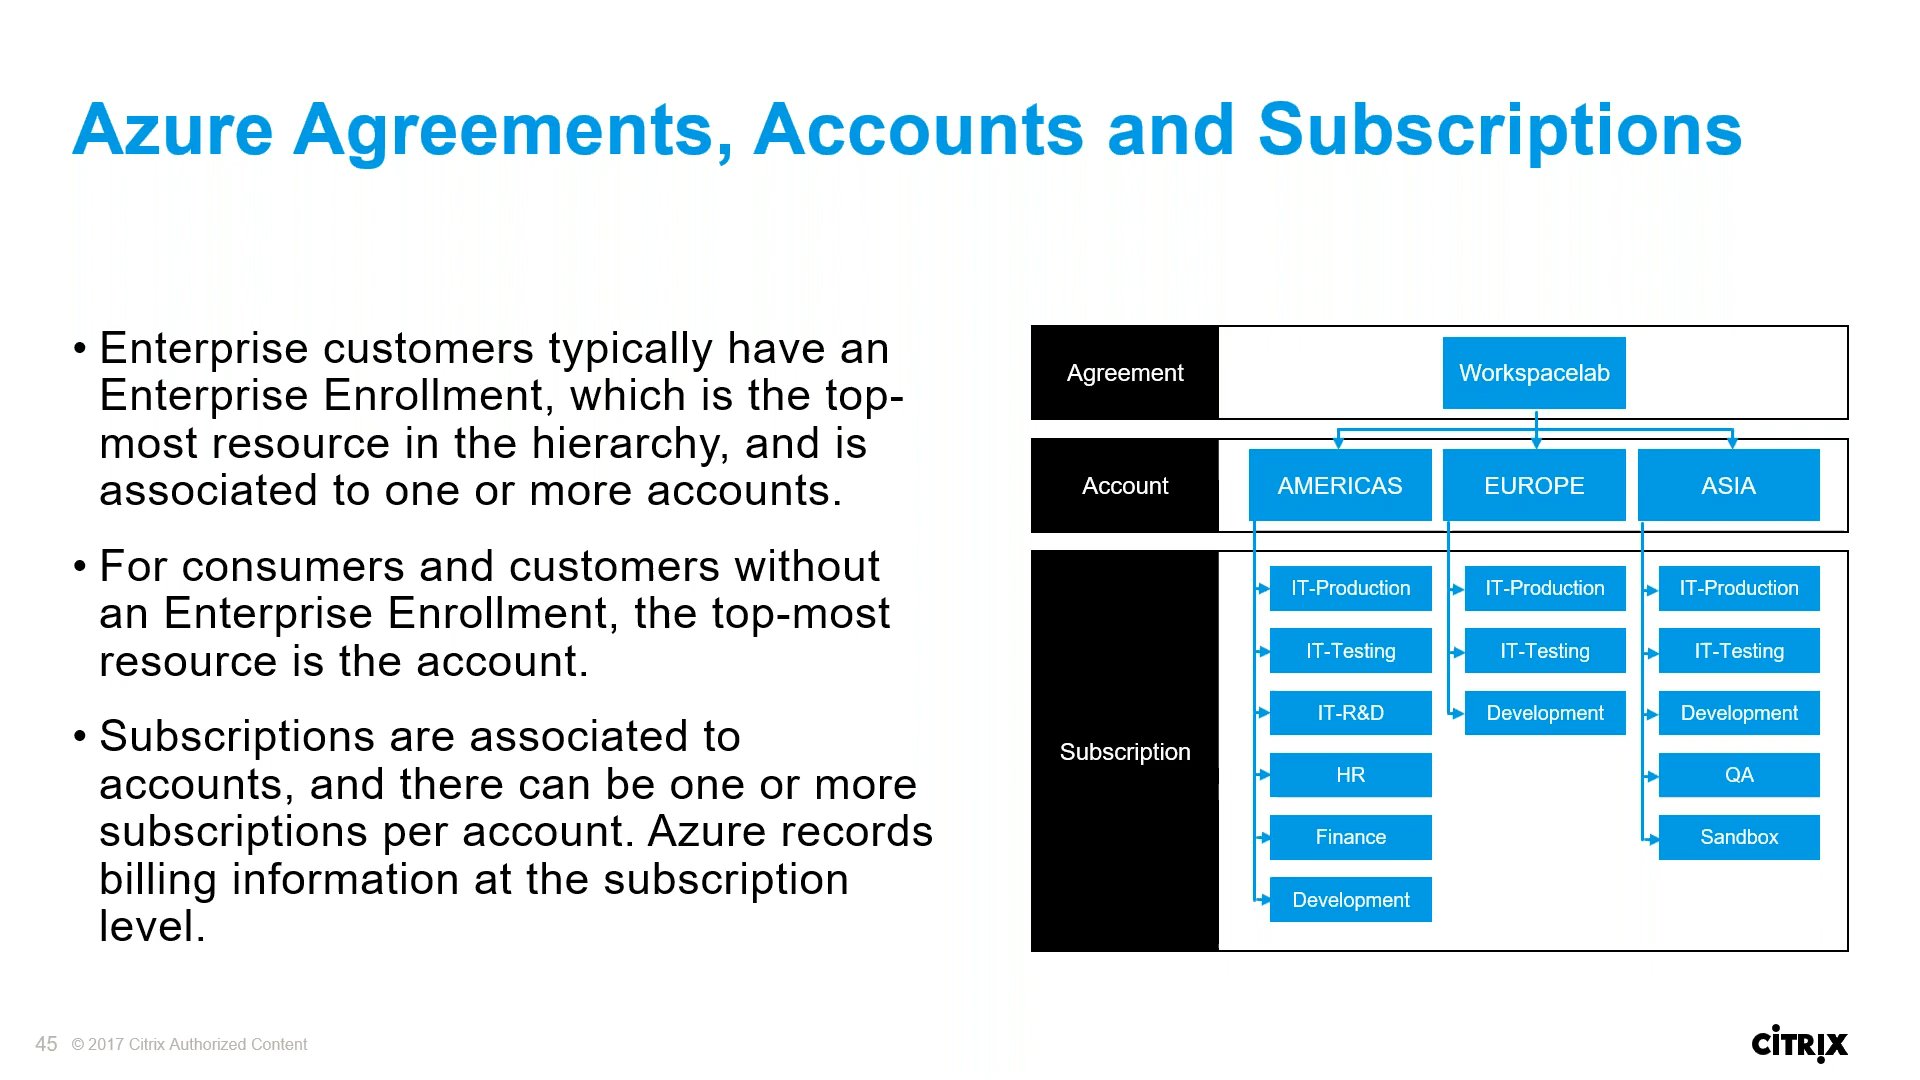 Azure Agreements, Accounts and Subscriptions
• Enterprise customers typically have an
Enterprise Enrollment, which is the top-
most resource in the hierarchy, and is
associated to one or more accounts.
• For consumers and customers without
an Enterprise Enrollment, the top-most
resource is the account.
• Subscriptions are associated to
accounts, and there can be one or more
subscriptions per account. Azure records
billing information at the subscription
level.
Agreement
Workspacelab
Account
AMERICAS
EUROPE
ASIA
Subscription
IT-Production
IT-Testing
IT-R&D
HR
Finance
Development
IT-Production
IT-Testing
Development
IT-Production
IT-Testing
Development
QA
Sandbox
45 © 2017 Citrix Authorized Content
CiTRIX